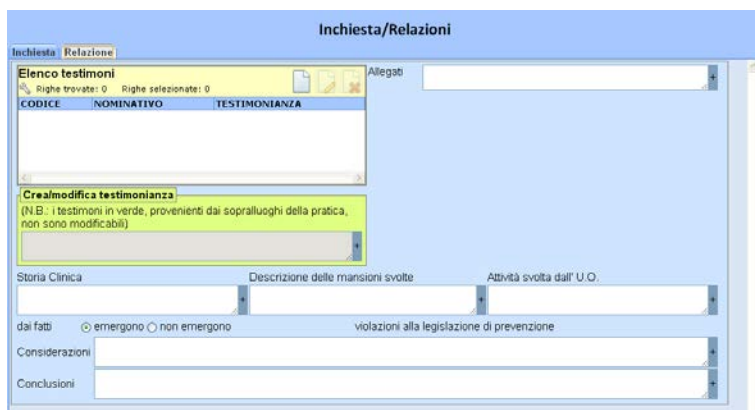 Inchiesta/Relazioni
Inchiesta Relazione
Elenco testimoni
Righe trovate: 0 Righe selezionate: 0
CODICE NOMINATIVO TESTIMONIANZA
Allegati
+
Crea/modifica testimonianza
(N.B.: i testimoni in verde, provenienti dai sopralluoghi della pratica,
non sono modificabili)
+
Storia Clinica Descrizione delle mansioni svolte Attività svolta dall' U.O.
+ + +
dai fatti emergono non emergono violazioni alla legislazione di prevenzione
Considerazioni +
Conclusioni +